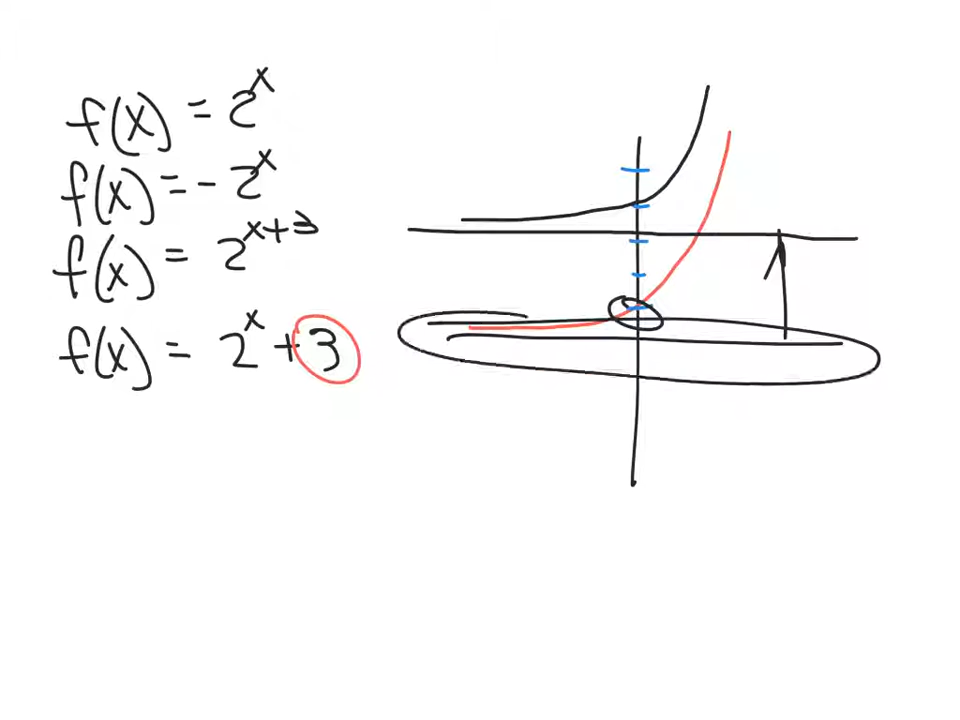 f(x) = 2^x
f(x) = - 2^x
f(x) = 2^{x+3}
f(x) = 2^x + 3